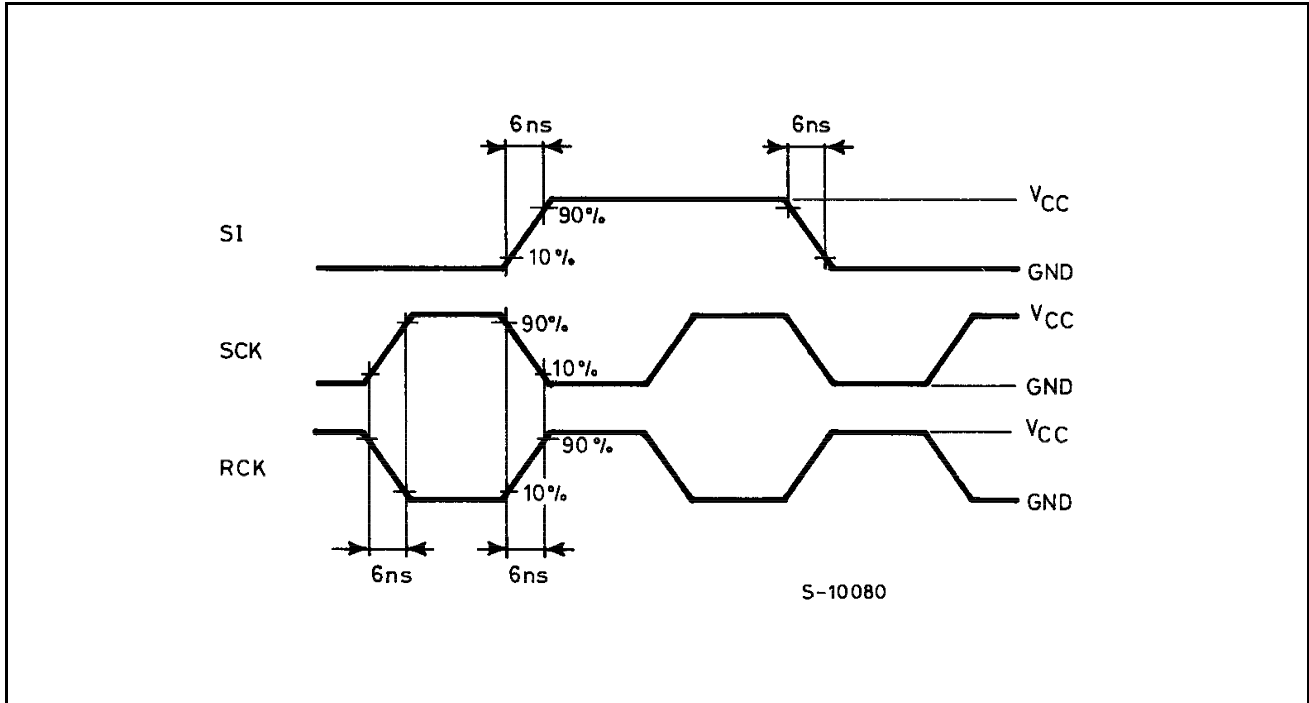 6ns 6ns
VCC
90%
SI
10%
GND
VCC
90%
SCK
10%
GND
VCC
90%
RCK
10%
GND
6ns 6ns
S-10080